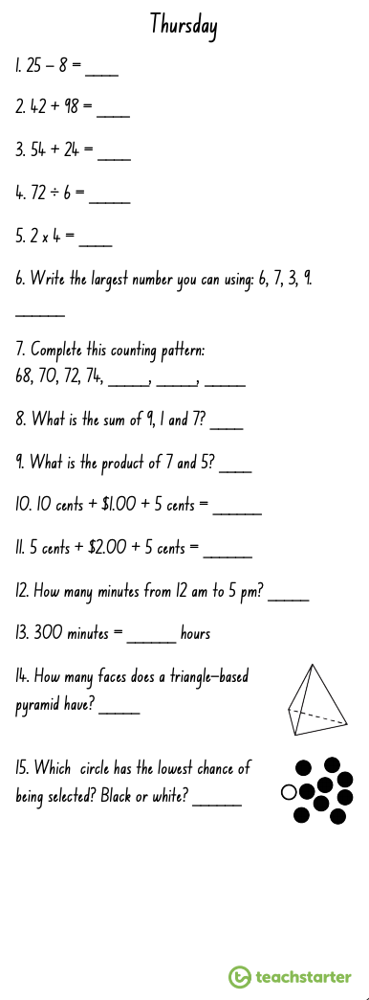 Thursday
1. 25 – 8 = ____
2. 42 + 98 = ____
3. 54 + 24 = ____
4. 72 ÷ 6 = _____
5. 2 x 4 = ____
6. Write the largest number you can using: 6, 7, 3, 9.
______
7. Complete this counting pattern:
68, 70, 72, 74, _____, _____, _____
8. What is the sum of 9, 1 and 7? ____
9. What is the product of 7 and 5? ____
10. 10 cents + $1.00 + 5 cents = ______
11. 5 cents + $2.00 + 5 cents = ______
12. How many minutes from 12 am to 5 pm? _____
13. 300 minutes = ______ hours
14. How many faces does a triangle–based
pyramid have? _____
15. Which circle has the lowest chance of
being selected? Black or white? ______
teachstarter